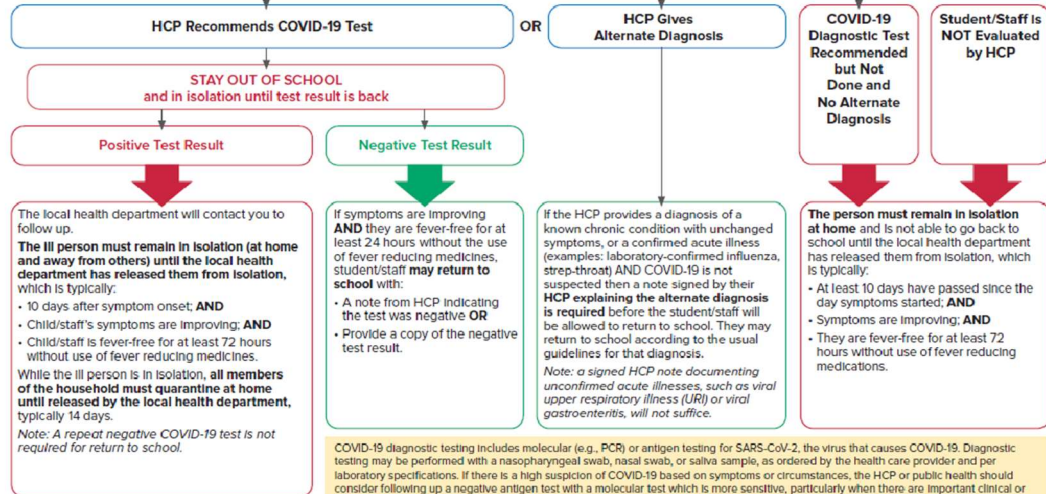 HCP Recommends COVID-19 Test
OR
HCP Gives
Alternate Diagnosis
COVID-19
Diagnostic Test
Recommended
but Not
Done and
No Alternate
Diagnosis
Student/Staff is
NOT Evaluated
by HCP
STAY OUT OF SCHOOL
and in isolation until test result is back
Positive Test Result
Negative Test Result
The local health department will contact you to
follow up.
The ill person must remain in isolation (at home
and away from others) until the local health
department has released them from isolation,
which is typically:
• 10 days after symptom onset; AND
• Child/staff's symptoms are improving; AND
• Child/staff is fever-free for at least 72 hours
without use of fever reducing medicines.
While the ill person is in isolation, all members
of the household must quarantine at home
until released by the local health department,
typically 14 days.
Note: A repeat negative COVID-19 test is not
required for return to school.
If symptoms are improving
AND they are fever-free for at
least 24 hours without the use
of fever reducing medicines,
student/staff may return to
school with:
• A note from HCP indicating
the test was negative OR
• Provide a copy of the negative
test result.
If the HCP provides a diagnosis of a
known chronic condition with unchanged
symptoms, or a confirmed acute illness
(examples: laboratory-confirmed influenza,
strep-throat) AND COVID-19 is not
suspected then a note signed by their
HCP explaining the alternate diagnosis
is required before the student/staff will
be allowed to return to school. They may
return to school according to the usual
guidelines for that diagnosis.
Note: a signed HCP note documenting
unconfirmed acute illnesses, such as viral
upper respiratory illness (URI) or viral
gastroenteritis, will not suffice.
The person must remain in isolation
at home and is not able to go back to
school until the local health department
has released them from isolation, which
is typically:
• At least 10 days have passed since the
day symptoms started; AND
• Symptoms are improving; AND
• They are fever-free for at least 72
hours without use of fever reducing
medications.
COVID-19 diagnostic testing includes molecular (e.g., PCR) or antigen testing for SARS-CoV-2, the virus that causes COVID-19. Diagnostic
testing may be performed with a nasopharyngeal swab, nasal swab, or saliva sample, as ordered by the health care provider and per
laboratory specifications. If there is a high suspicion of COVID-19 based on symptoms or circumstances, the HCP or public health should
consider following up a negative antigen test with a molecular test which is more sensitive, particularly when there are important clinical or